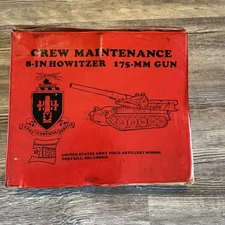 CREW MAINTENANCE
8-IN HOWITZER 175-MM GUN
UNITED STATES ARMY FIELD ARTILLERY SCHOOL
FORT SILL, OKLAHOMA